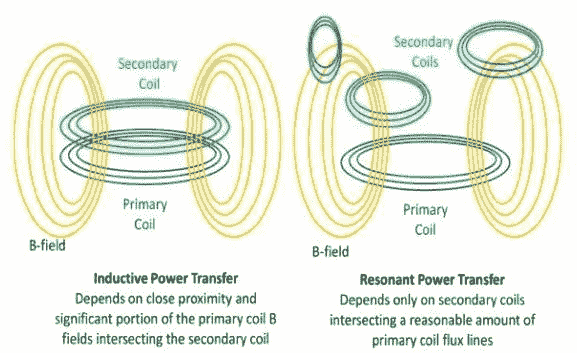 Secondary
Coil
Primary
Coil
B-field
Inductive Power Transfer
Depends on close proximity and
significant portion of the primary coil B
fields intersecting the secondary coil
Secondary
Coils
Primary
Coil
B-field
Resonant Power Transfer
Depends only on secondary coils
intersecting a reasonable amount of
primary coil flux lines